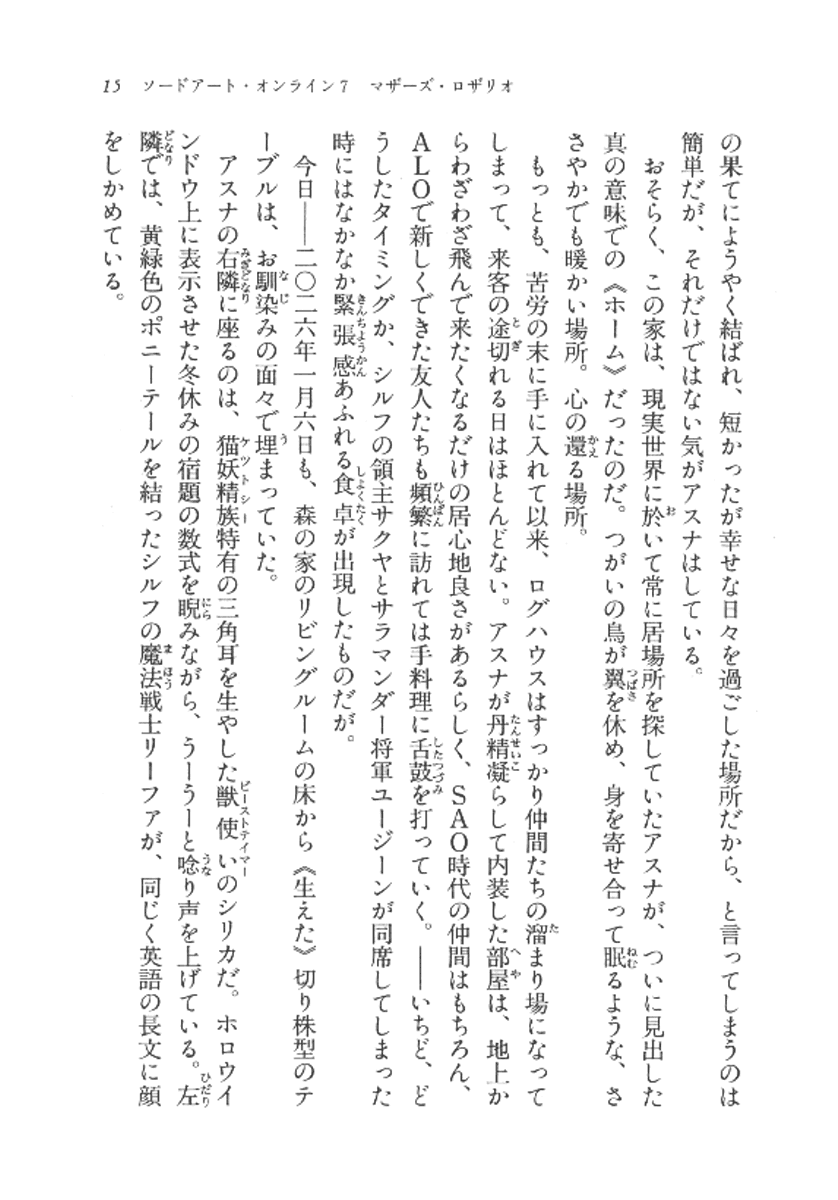 15 ソードアート・オンライン7 マザーズ・ロザリオ
の果てにようやく結ばれ、短かったが幸せな日々を過ごした場所だから、と言ってしまうのは
簡単だが、それだけではない気がアスナはしている。
おそらく、この家は、現実世界に於いて常に居場所を探していたアスナが、ついに見出した
真の意味での《ホーム》だったのだ。つがいの鳥が翼を休め、身を寄せ合って眠るような、さ
さやかでも暖かい場所。心の還る場所。
もっとも、苦労の末に手に入れて以来、ログハウスはすっかり仲間たちの溜まり場になって
しまって、来客の途切れる日はほとんどない。アスナが丹精凝らして内装した部屋は、地上か
らわざわざ飛んで来たくなるだけの居心地良さがあるらしく、SAO時代の仲間はもちろん、
ALOで新しくできた友人たちも頻繁に訪れては手料理に舌鼓を打っていく。――いちど、ど
うしたタイミングか、シルフの領主サクヤとサラマンダー将軍ユージーンが同席してしまった
時にはなかなか緊張感あふれる食卓が出現したものだが。
今日――二〇二六年一月六日も、森の家のリビングルームの床から《生えた》切り株型のテ
ーブルは、お馴染みの面々で埋まっていた。
アスナの右隣に座るのは、猫妖精族特有の三角耳を生やした獣使いのシリカだ。ホロウイ
ンドウ上に表示させた冬休みの宿題の数式を睨みながら、うーうーと唸り声を上げている。左
隣では、黄緑色のポニーテールを結ったシルフの魔法戦士リーファが、同じく英語の長文に顔
をしかめている。